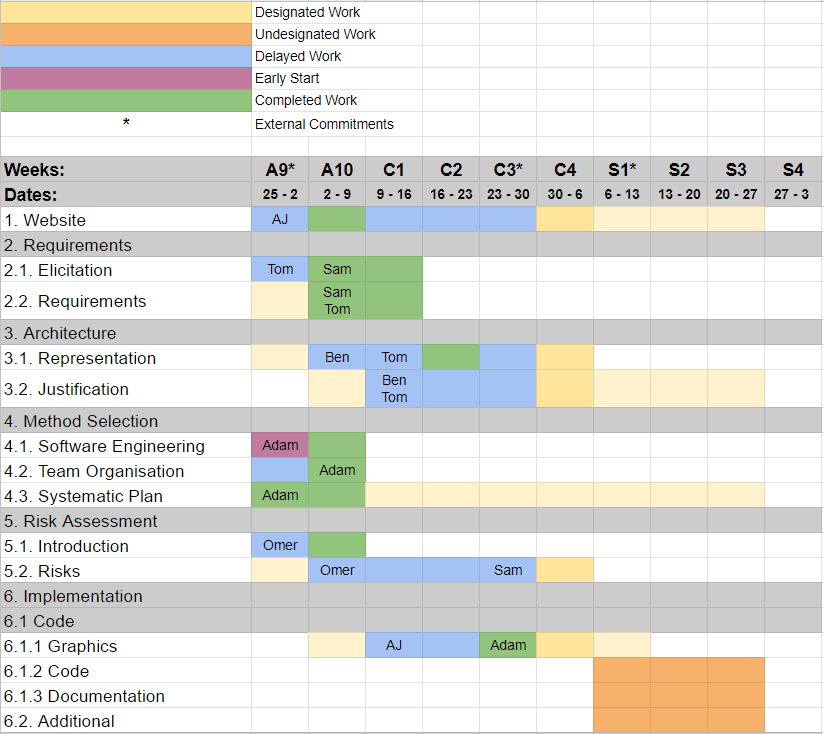 Designated Work
Undesignated Work
Delayed Work
Early Start
Completed Work
* External Commitments
Weeks: A9* A10 C1 C2 C3* C4 S1* S2 S3 S4
Dates: 25 - 2 2 - 9 9 - 16 16 - 23 23 - 30 30 - 6 6 - 13 13 - 20 20 - 27 27 - 3
1. Website AJ
2. Requirements
2.1. Elicitation Tom Sam
2.2. Requirements Sam
Tom
3. Architecture
3.1. Representation Ben Tom
3.2. Justification Ben
Tom
4. Method Selection
4.1. Software Engineering Adam
4.2. Team Organisation Adam
4.3. Systematic Plan Adam
5. Risk Assessment
5.1. Introduction Omer
5.2. Risks Omer Sam
6. Implementation
6.1 Code
6.1.1 Graphics AJ Adam
6.1.2 Code
6.1.3 Documentation
6.2. Additional